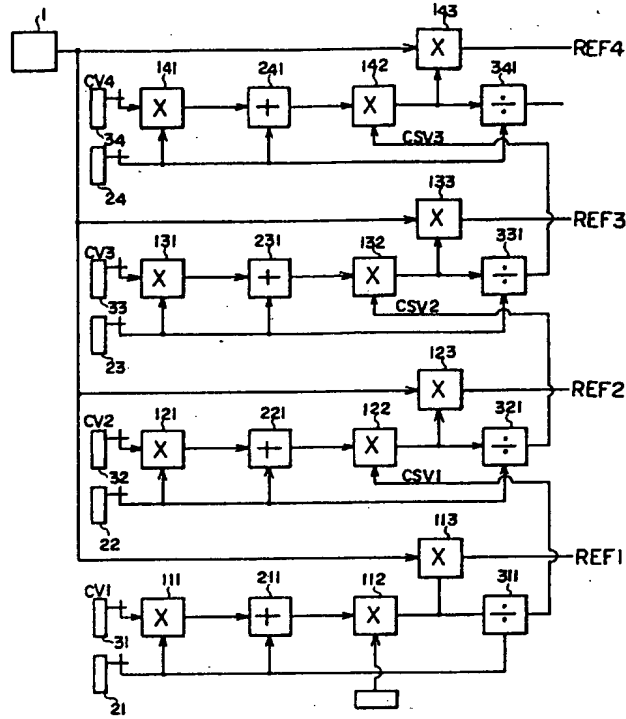 1
143
X
REF4
CV4 141 241 142 341
X + X ÷
34
CSV3
24
133
X
REF3
CV3 131 231 132 331
X + X ÷
33
CSV2
23
123
X
REF2
CV2 121 221 122 321
X + X ÷
32
CSV1
22
113
X
REF1
CV1 111 211 112 311
X + X ÷
31
21